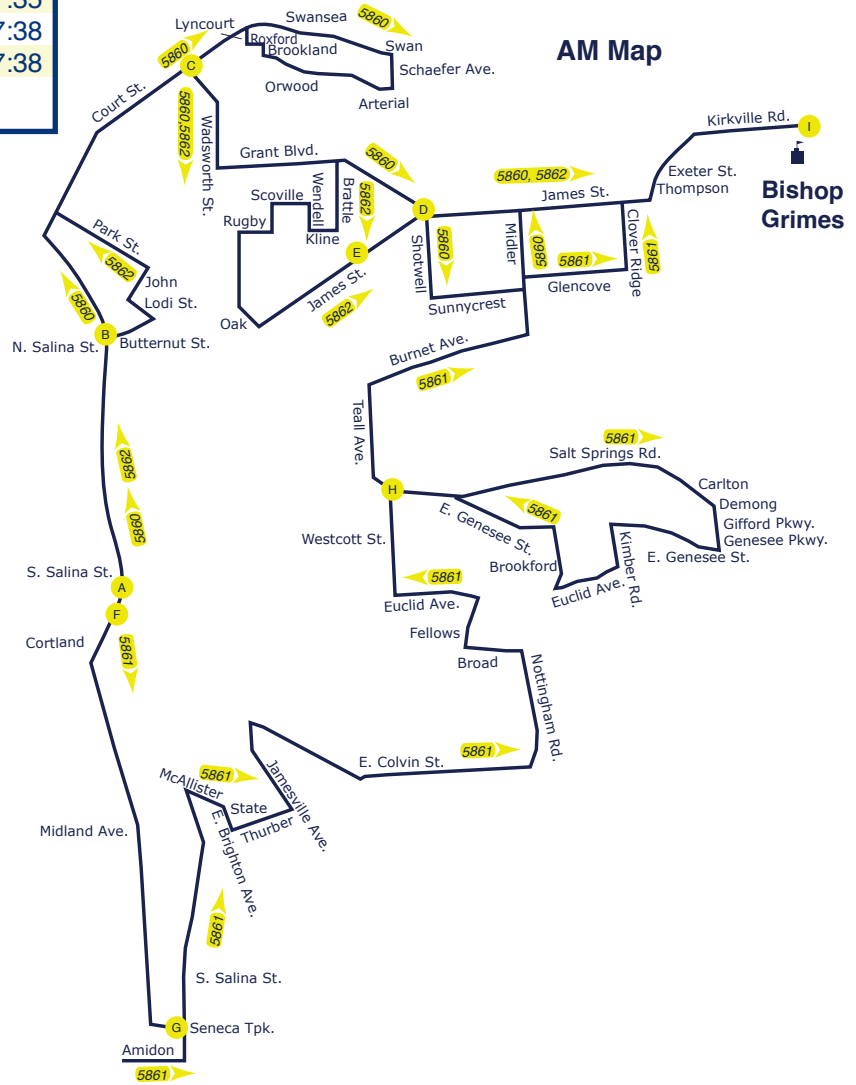 7:38
7:38
Lyncourt
Swansea
5860
Roxford
Brookland
Swan
Schaefer Ave.
Orwood
Arterial
AM Map
5860
C
Court St.
5860,5862
Wadsworth St.
Grant Blvd.
5860
Kirkville Rd.
I
Exeter St.
Thompson
Bishop
Grimes
5860, 5862
James St.
Scoville
Wendell
Brattle
5862
Rugby
Kline
D
E
James St.
5862
Oak
Shotwell
5860
Midler
5860
5861
Clover Ridge
5861
Glencove
Sunnycrest
Park St.
5862
John
Lodi St.
5860
B
N. Salina St.
Butternut St.
Burnet Ave.
5861
Teall Ave.
5862
5860
5861
Salt Springs Rd.
Carlton
Demong
Gifford Pkwy.
Genesee Pkwy.
E. Genesee St.
H
E. Genesee St.
5861
Westcott St.
Brookford
Kimber Rd.
Euclid Ave.
5861
Euclid Ave.
Fellows
Broad
Nottingham Rd.
S. Salina St.
A
F
Cortland
5861
5861
E. Colvin St.
McAllister
5861
State
Jamesville Ave.
Thurber
E. Brighton Ave.
Midland Ave.
5861
S. Salina St.
G
Seneca Tpk.
Amidon
5861